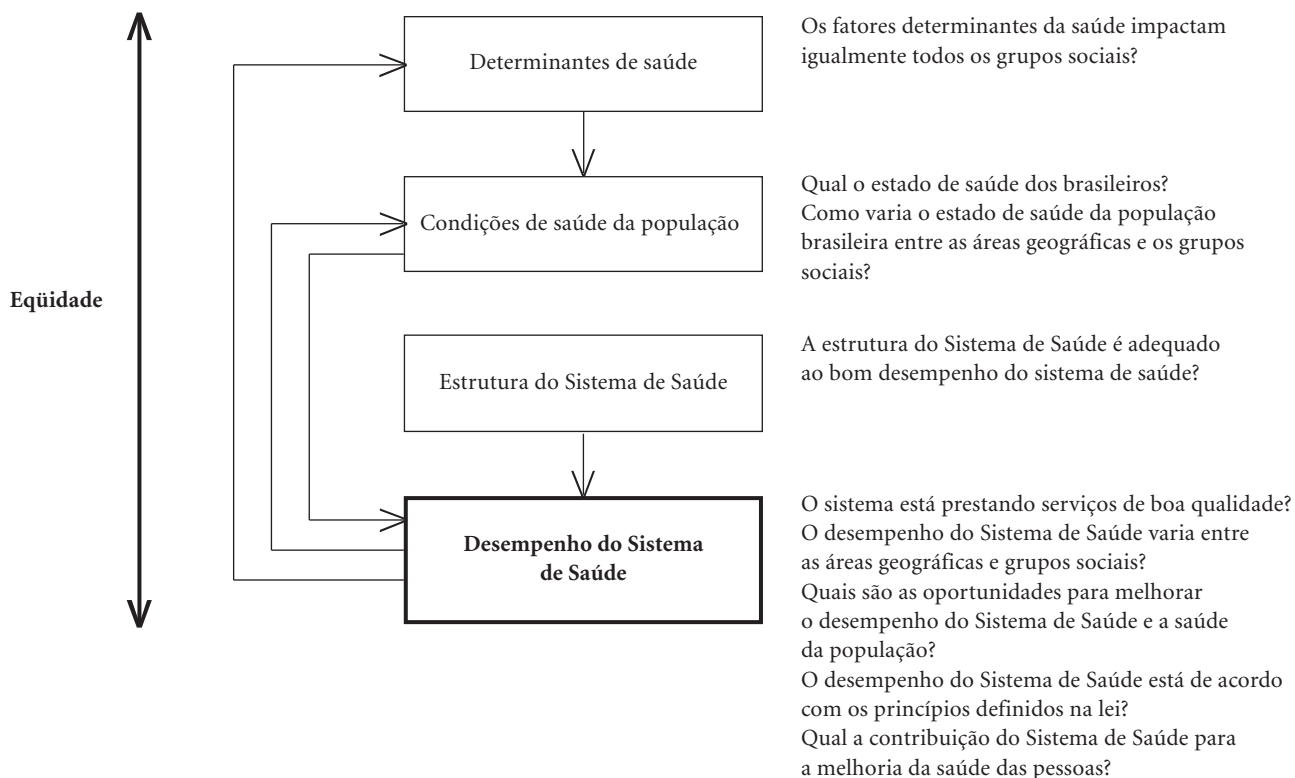 Os fatores determinantes da saúde impactam
igualmente todos os grupos sociais?
Determinantes de saúde
Qual o estado de saúde dos brasileiros?
Como varia o estado de saúde da população
brasileira entre as áreas geográficas e os grupos
sociais?
Condições de saúde da população
Eqüidade
A estrutura do Sistema de Saúde é adequado
ao bom desempenho do sistema de saúde?
Estrutura do Sistema de Saúde
O sistema está prestando serviços de boa qualidade?
O desempenho do Sistema de Saúde varia entre
as áreas geográficas e grupos sociais?
Quais são as oportunidades para melhorar
o desempenho do Sistema de Saúde e a saúde
da população?
O desempenho do Sistema de Saúde está de acordo
com os princípios definidos na lei?
Qual a contribuição do Sistema de Saúde para
a melhoria da saúde das pessoas?
Desempenho do Sistema
de Saúde